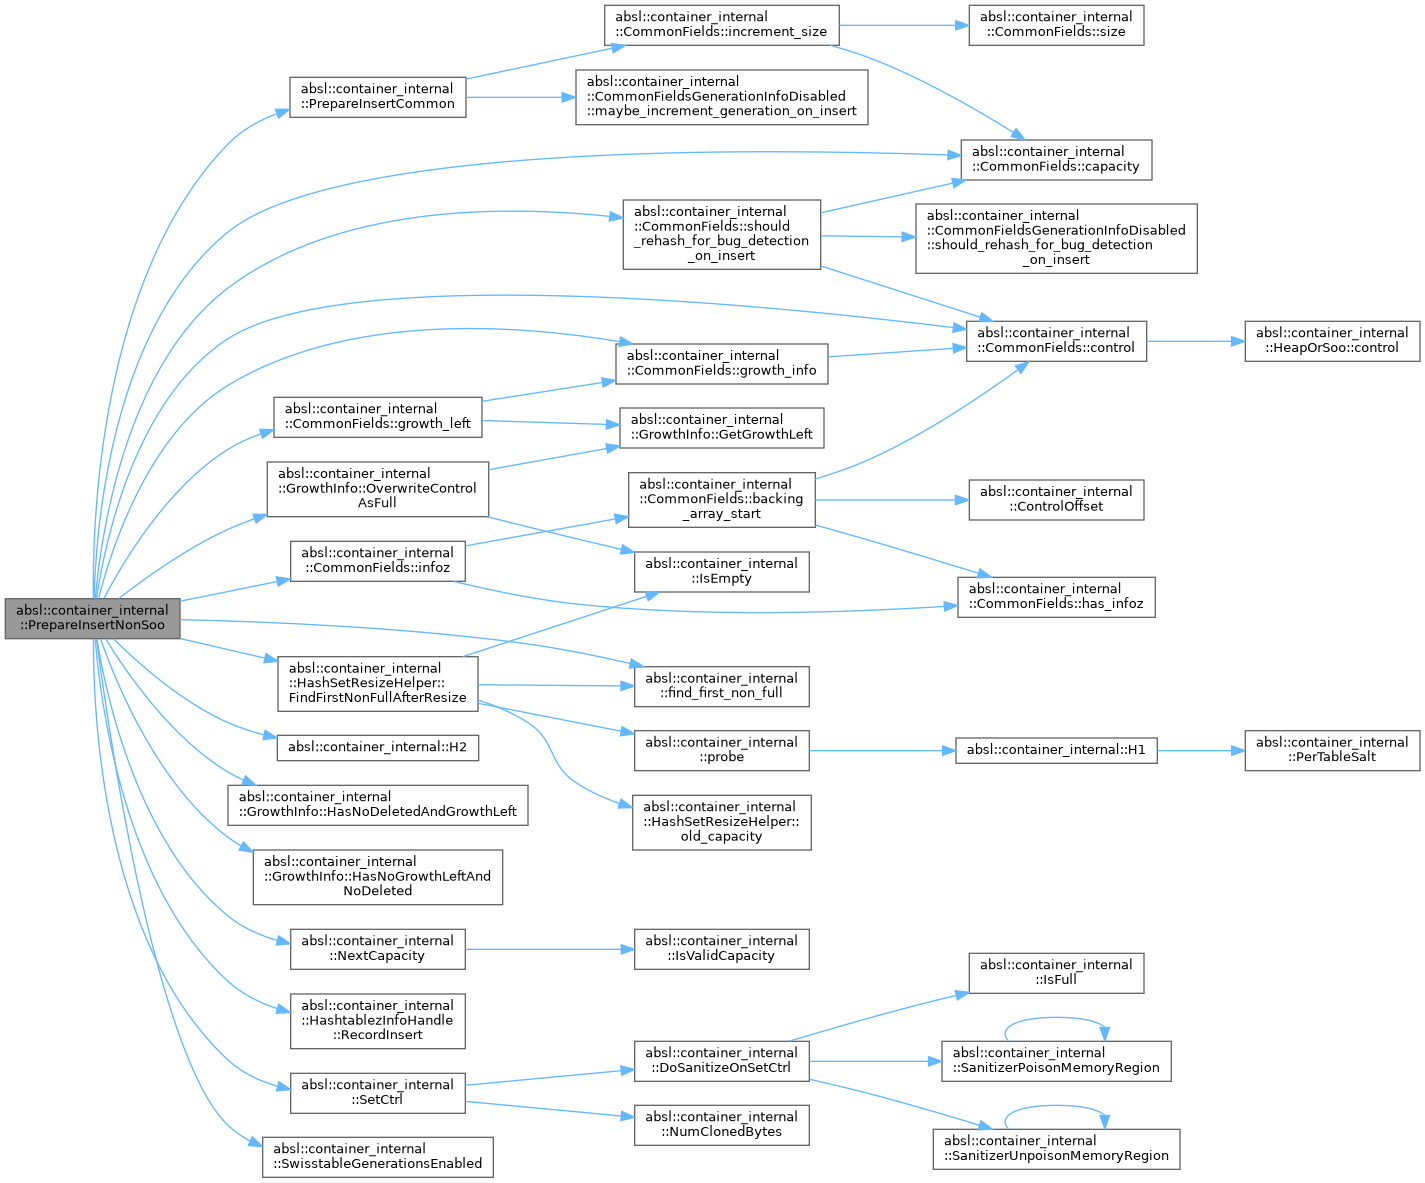 absl::container_internal
::PrepareInsertNonSoo
absl::container_internal
::PrepareInsertCommon
absl::container_internal
::CommonFields::increment_size
absl::container_internal
::CommonFields::size
absl::container_internal
::CommonFieldsGenerationInfoDisabled
::maybe_increment_generation_on_insert
absl::container_internal
::CommonFields::capacity
absl::container_internal
::CommonFields::should
_rehash_for_bug_detection
_on_insert
absl::container_internal
::CommonFieldsGenerationInfoDisabled
::should_rehash_for_bug_detection
_on_insert
absl::container_internal
::CommonFields::control
absl::container_internal
::HeapOrSoo::control
absl::container_internal
::CommonFields::growth_info
absl::container_internal
::CommonFields::growth_left
absl::container_internal
::GrowthInfo::GetGrowthLeft
absl::container_internal
::GrowthInfo::OverwriteControl
AsFull
absl::container_internal
::CommonFields::backing
_array_start
absl::container_internal
::ControlOffset
absl::container_internal
::CommonFields::infoz
absl::container_internal
::IsEmpty
absl::container_internal
::CommonFields::has_infoz
absl::container_internal
::HashSetResizeHelper::
FindFirstNonFullAfterResize
absl::container_internal
::find_first_non_full
absl::container_internal::H2
absl::container_internal
::probe
absl::container_internal::H1
absl::container_internal
::PerTableSalt
absl::container_internal
::GrowthInfo::HasNoDeletedAndGrowthLeft
absl::container_internal
::HashSetResizeHelper::
old_capacity
absl::container_internal
::GrowthInfo::HasNoGrowthLeftAnd
NoDeleted
absl::container_internal
::NextCapacity
absl::container_internal
::IsValidCapacity
absl::container_internal
::HashtablezInfoHandle
::RecordInsert
absl::container_internal
::IsFull
absl::container_internal
::SetCtrl
absl::container_internal
::DoSanitizeOnSetCtrl
absl::container_internal
::SanitizerPoisonMemoryRegion
absl::container_internal
::NumClonedBytes
absl::container_internal
::SanitizerUnpoisonMemoryRegion
absl::container_internal
::SwisstableGenerationsEnabled